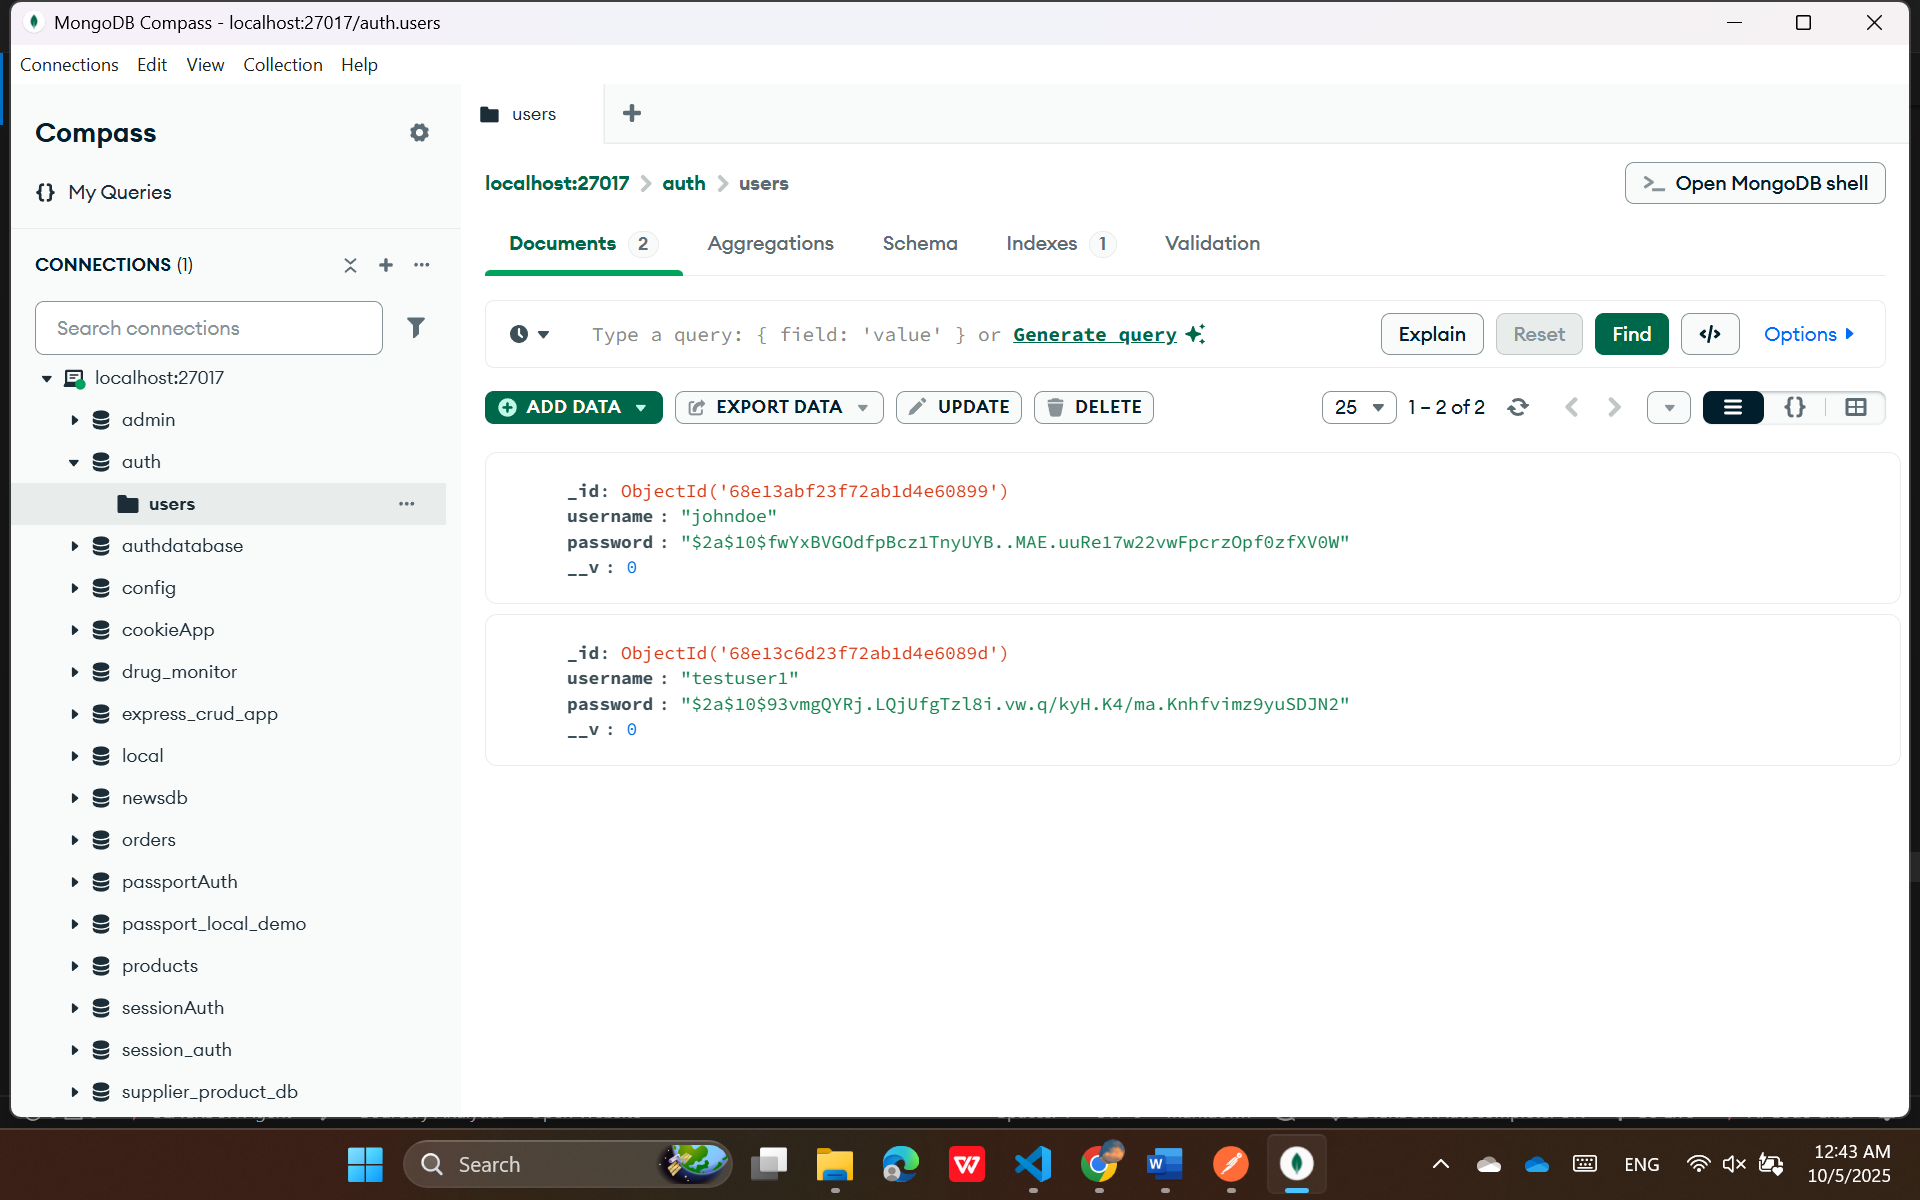 MongoDB Compass - localhost:27017/auth.users
Connections Edit View Collection Help
Compass
{} My Queries
CONNECTIONS (1)
Search connections
localhost:27017
admin
auth
users
authdatabase
config
cookieApp
drug_monitor
express_crud_app
local
newsdb
orders
passportAuth
passport_local_demo
products
sessionAuth
session_auth
supplier_product_db
users
localhost:27017 > auth > users
>_ Open MongoDB shell
Documents 2 Aggregations Schema Indexes 1 Validation
Type a query: { field: 'value' } or Generate query
Explain Reset Find </> Options
ADD DATA EXPORT DATA UPDATE DELETE
25 1 – 2 of 2 {}
_id: ObjectId('68e13abf23f72ab1d4e60899')
username : "johndoe"
password : "$2a$10$fwYxBVGOdfpBcz1TnyUYB..MAE.uuRe17w22vwFpcrzOpf0zfXV0W"
__v : 0
_id: ObjectId('68e13c6d23f72ab1d4e6089d')
username : "testuser1"
password : "$2a$10$93vmgQYRj.LQjUfgTzl8i.vw.q/kyH.K4/ma.Knhfvimz9yuSDJN2"
__v : 0
Search
ENG
12:43 AM
10/5/2025